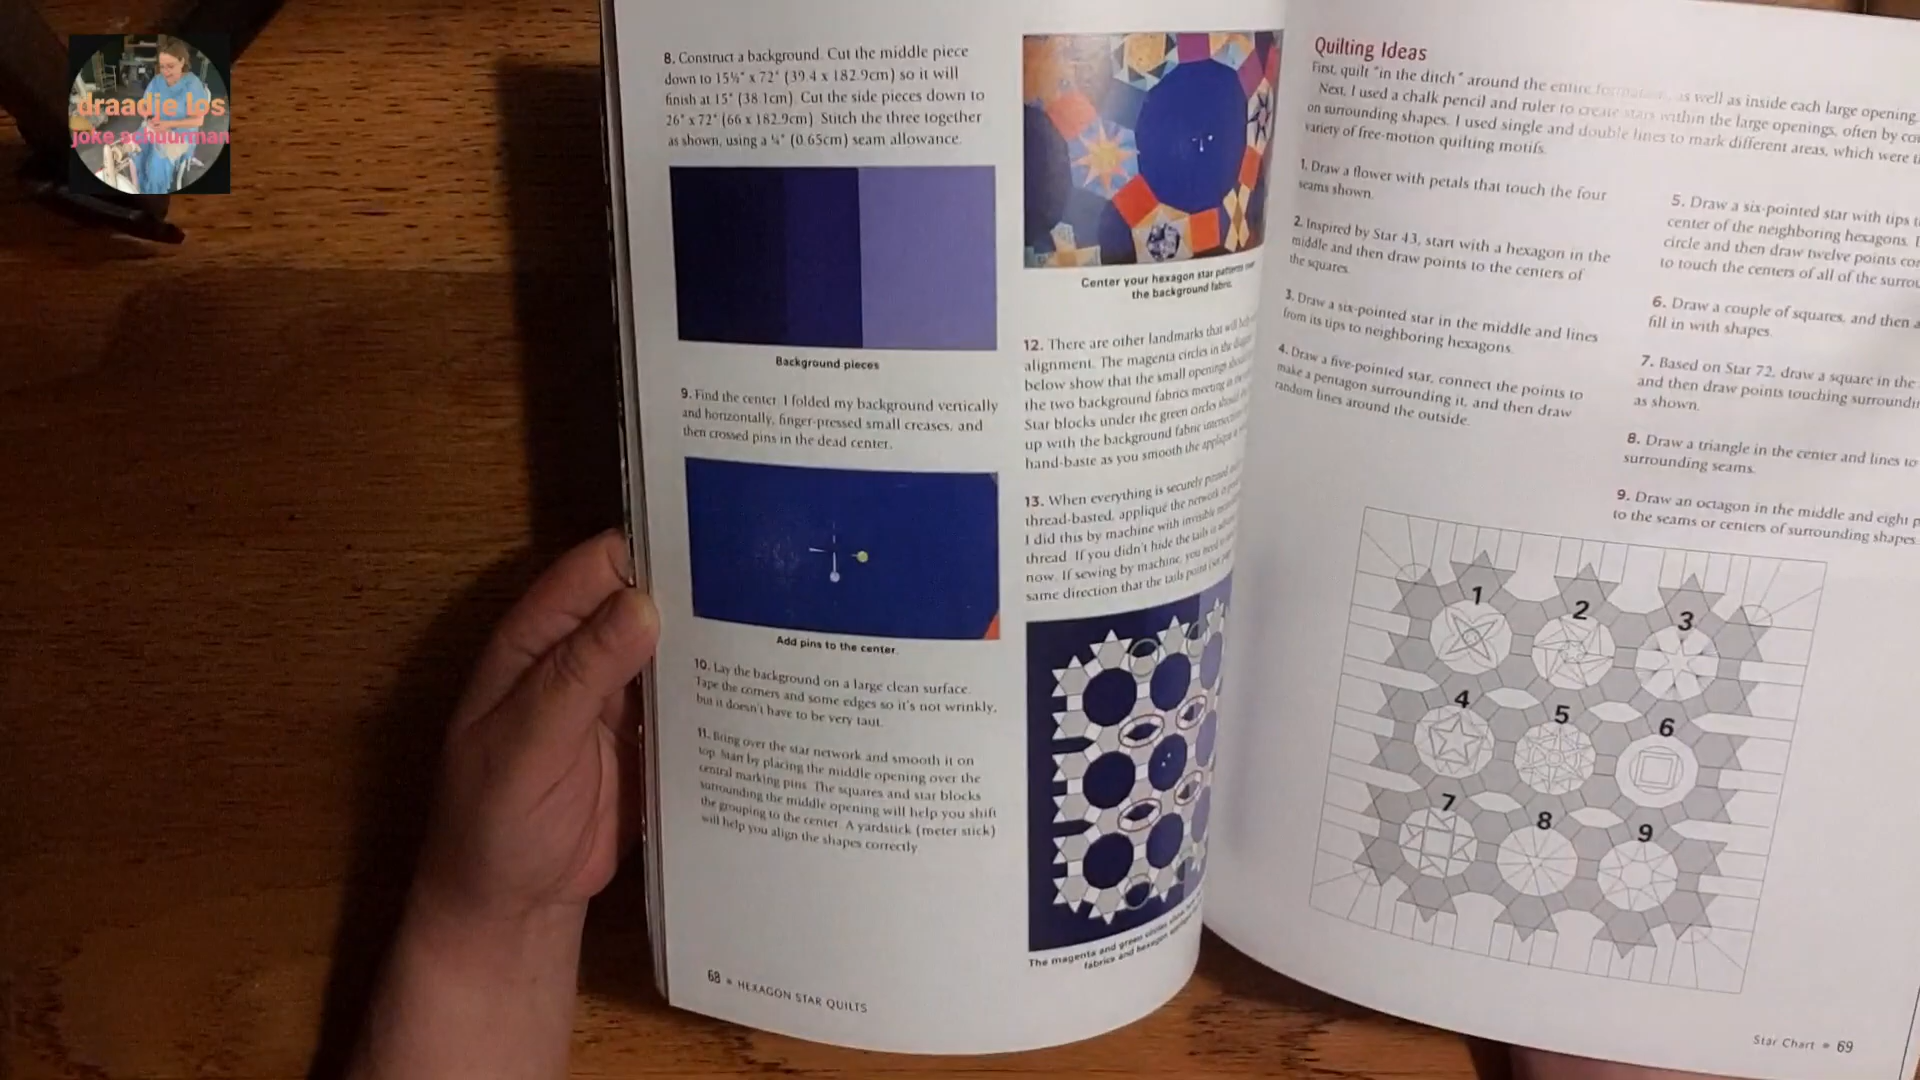 draadje los
joke schuurman
8. Construct a background. Cut the middle piece
down to 15½" x 72" (39.4 x 182.9cm) so it will
finish at 15" (38.1cm). Cut the side pieces down to
26" x 72" (66 x 182.9cm) Stitch the three together
as shown, using a ¼" (0.65cm) seam allowance.
Background pieces
9. Find the center. I folded my background vertically
and horizontally, finger-pressed small creases, and
then crossed pins in the dead center.
Add pins to the center.
10. Lay the background on a large clean surface.
Tape the corners and some edges so it's not wrinkly,
but it doesn't have to be very taut.
11. Bring over the star network and smooth it on
top. Start by placing the middle opening over the
central marking pins. The squares and star blocks
surrounding the middle opening will help you shift
the grouping to the center. A yardstick (meter stick)
will help you align the shapes correctly.
68 • HEXAGON STAR QUILTS
Center your hexagon star patterns over
the background fabric.
12. There are other landmarks that will help
alignment. The magenta circles in the diagram
below show that the small openings should
the two background fabrics meeting in
Star blocks under the green circles should
up with the background fabric
hand-baste as you smooth the appliqué
13. When everything is securely pinned
thread-basted, appliqué the network
I did this by machine with invisible
thread. If you didn't hide the tails
now. If sewing by machine, you need to
same direction that the tails point
The magenta and green circles show
fabrics and hexagon
Quilting Ideas
First, quilt "in the ditch" around the entire formation, as well as inside each large opening.
Next, I used a chalk pencil and ruler to create stars within the large openings, often by
on surrounding shapes. I used single and double lines to mark different areas, which were
variety of free-motion quilting motifs.
1. Draw a flower with petals that touch the four
seams shown.
2. Inspired by Star 43, start with a hexagon in the
middle and then draw points to the centers of
the squares.
3. Draw a six-pointed star in the middle and lines
from its tips to neighboring hexagons.
4. Draw a five-pointed star, connect the points to
make a pentagon surrounding it, and then draw
random lines around the outside.
5. Draw a six-pointed star with tips
center of the neighboring hexagons.
circle and then draw twelve points
to touch the centers of all of the
6. Draw a couple of squares, and then
fill in with shapes.
7. Based on Star 72, draw a square in the
and then draw points touching
as shown.
8. Draw a triangle in the center and lines to
surrounding seams.
9. Draw an octagon in the middle and eight
to the seams or centers of surrounding shapes.
1
2
3
4
5
6
7
8
9
Star Chart • 69